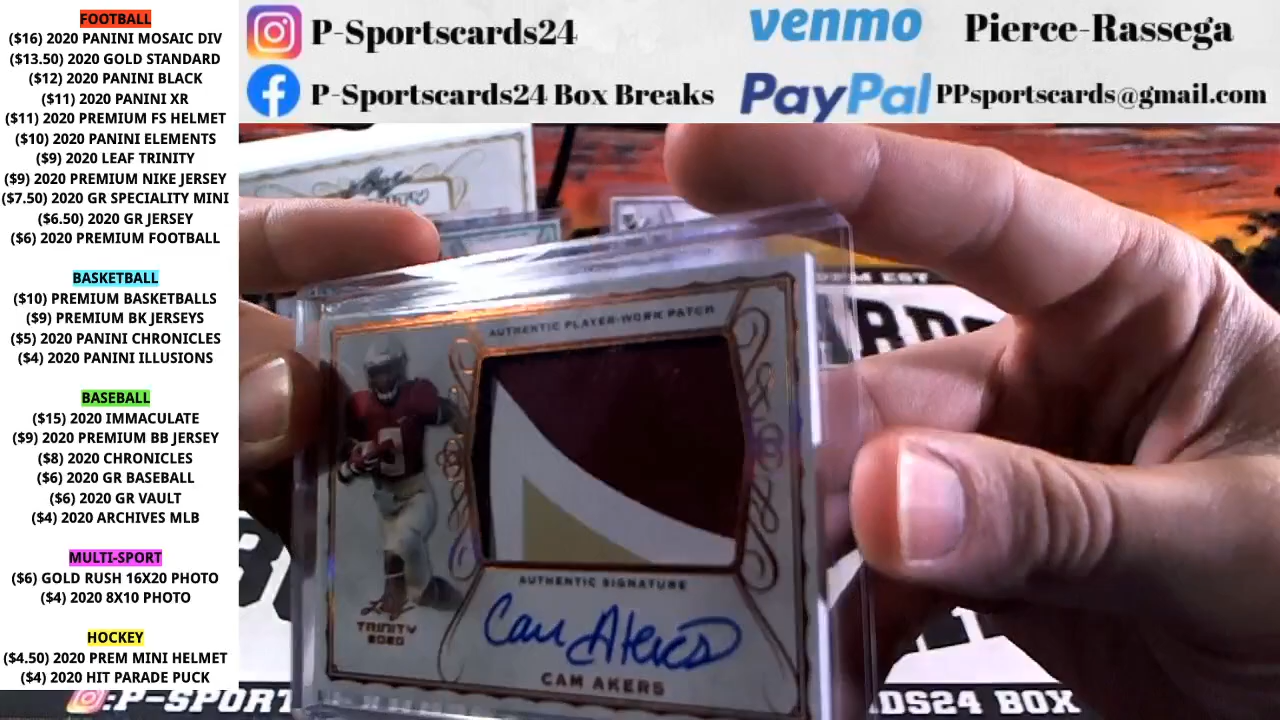 FOOTBALL
($16) 2020 PANINI MOSAIC DIV
($13.50) 2020 GOLD STANDARD
($12) 2020 PANINI BLACK
($11) 2020 PANINI XR
($11) 2020 PREMIUM FS HELMET
($10) 2020 PANINI ELEMENTS
($9) 2020 LEAF TRINITY
($9) 2020 PREMIUM NIKE JERSEY
($7.50) 2020 GR SPECIALITY MINI
($6.50) 2020 GR JERSEY
($6) 2020 PREMIUM FOOTBALL
BASKETBALL
($10) PREMIUM BASKETBALLS
($9) PREMIUM BK JERSEYS
($5) 2020 PANINI CHRONICLES
($4) 2020 PANINI ILLUSIONS
BASEBALL
($15) 2020 IMMACULATE
($9) 2020 PREMIUM BB JERSEY
($8) 2020 CHRONICLES
($6) 2020 GR BASEBALL
($6) 2020 GR VAULT
($4) 2020 ARCHIVES MLB
MULTI-SPORT
($6) GOLD RUSH 16X20 PHOTO
($4) 2020 8X10 PHOTO
HOCKEY
($4.50) 2020 PREM MINI HELMET
($4) 2020 HIT PARADE PUCK
P-Sportscards24
venmo Pierce-Rassega
P-Sportscards24 Box Breaks
PayPal PPsportscards@gmail.com
AUTHENTIC PLAYER-WORN PATCH
AUTHENTIC SIGNATURE
Cam Akers
CAM AKERS
Leaf
TRINITY
2020
:P-SPORT
DS24 BOX